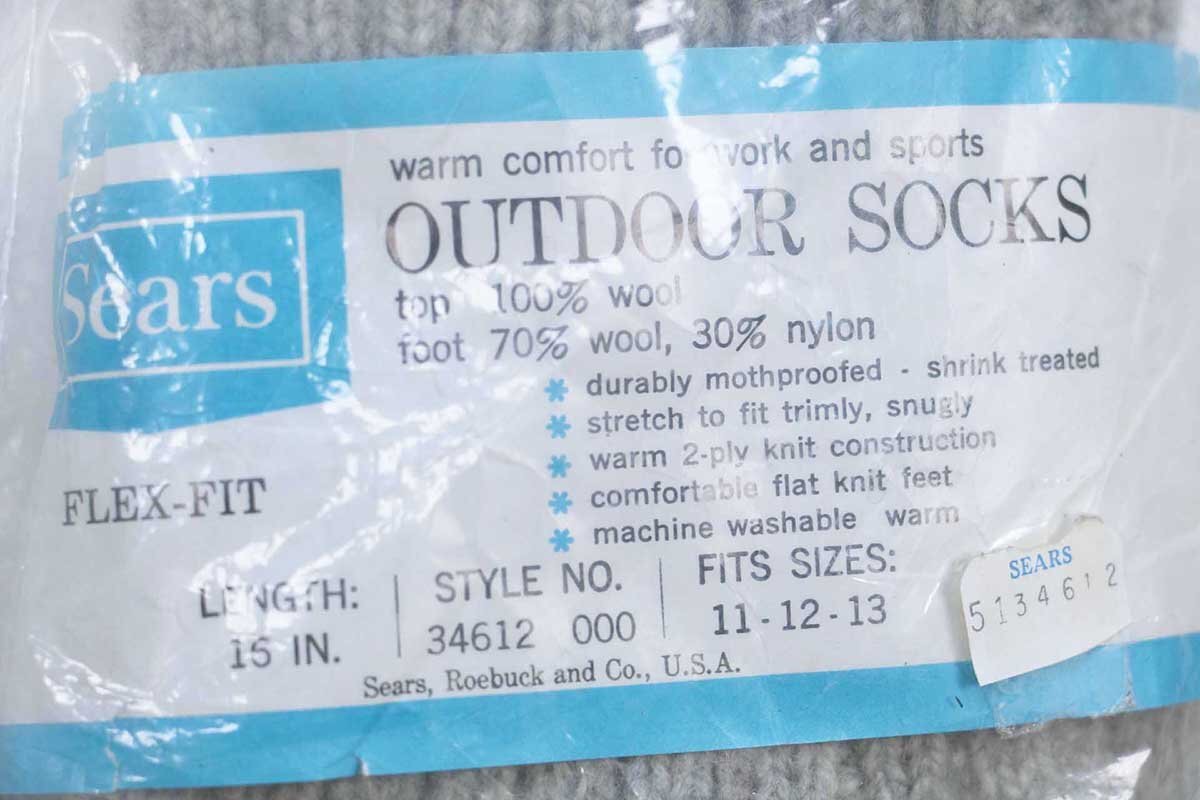 warm comfort for work and sports
OUTDOOR SOCKS
Sears
top 100% wool
foot 70% wool, 30% nylon
* durably mothproofed - shrink treated
* stretch to fit trimly, snugly
* warm 2-ply knit construction
* comfortable flat knit feet
* machine washable warm
FLEX-FIT
LENGTH:
15 IN.
STYLE NO.
34612 000
FITS SIZES:
11-12-13
Sears, Roebuck and Co., U.S.A.
SEARS
5134612